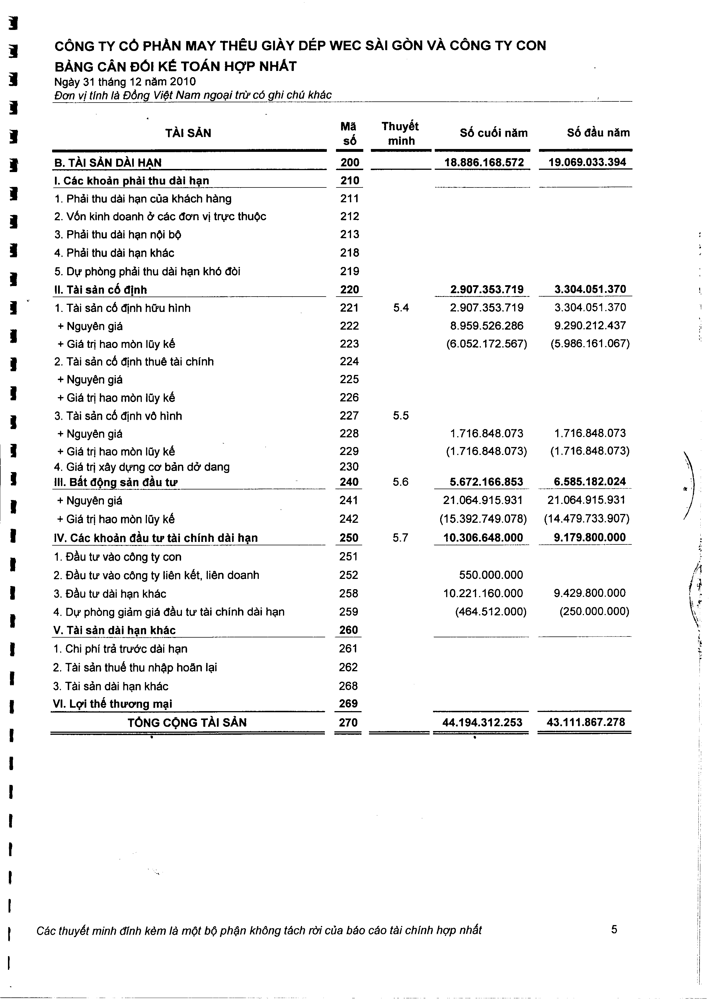 CÔNG TY CỔ PHẦN MAY THÊU GIÀY DÉP WEC SÀI GÒN VÀ CÔNG TY CON
BẢNG CÂN ĐỐI KẾ TOÁN HỢP NHẤT
Ngày 31 tháng 12 năm 2010
Đơn vị tính là Đồng Việt Nam ngoại trừ có ghi chú khác
TÀI SẢN Mã số Thuyết minh Số cuối năm Số đầu năm
B. TÀI SẢN DÀI HẠN 200 18.886.168.572 19.069.033.394
I. Các khoản phải thu dài hạn 210
1. Phải thu dài hạn của khách hàng 211
2. Vốn kinh doanh ở các đơn vị trực thuộc 212
3. Phải thu dài hạn nội bộ 213
4. Phải thu dài hạn khác 218
5. Dự phòng phải thu dài hạn khó đòi 219
II. Tài sản cố định 220 2.907.353.719 3.304.051.370
1. Tài sản cố định hữu hình 221 5.4 2.907.353.719 3.304.051.370
+ Nguyên giá 222 8.959.526.286 9.290.212.437
+ Giá trị hao mòn lũy kế 223 (6.052.172.567) (5.986.161.067)
2. Tài sản cố định thuê tài chính 224
+ Nguyên giá 225
+ Giá trị hao mòn lũy kế 226
3. Tài sản cố định vô hình 227 5.5
+ Nguyên giá 228 1.716.848.073 1.716.848.073
+ Giá trị hao mòn lũy kế 229 (1.716.848.073) (1.716.848.073)
4. Giá trị xây dựng cơ bản dở dang 230
III. Bất động sản đầu tư 240 5.6 5.672.166.853 6.585.182.024
+ Nguyên giá 241 21.064.915.931 21.064.915.931
+ Giá trị hao mòn lũy kế 242 (15.392.749.078) (14.479.733.907)
IV. Các khoản đầu tư tài chính dài hạn 250 5.7 10.306.648.000 9.179.800.000
1. Đầu tư vào công ty con 251
2. Đầu tư vào công ty liên kết, liên doanh 252 550.000.000
3. Đầu tư dài hạn khác 258 10.221.160.000 9.429.800.000
4. Dự phòng giảm giá đầu tư tài chính dài hạn 259 (464.512.000) (250.000.000)
V. Tài sản dài hạn khác 260
1. Chi phí trả trước dài hạn 261
2. Tài sản thuế thu nhập hoãn lại 262
3. Tài sản dài hạn khác 268
VI. Lợi thế thương mại 269
TỔNG CỘNG TÀI SẢN 270 44.194.312.253 43.111.867.278
Các thuyết minh đính kèm là một bộ phận không tách rời của báo cáo tài chính hợp nhất 5